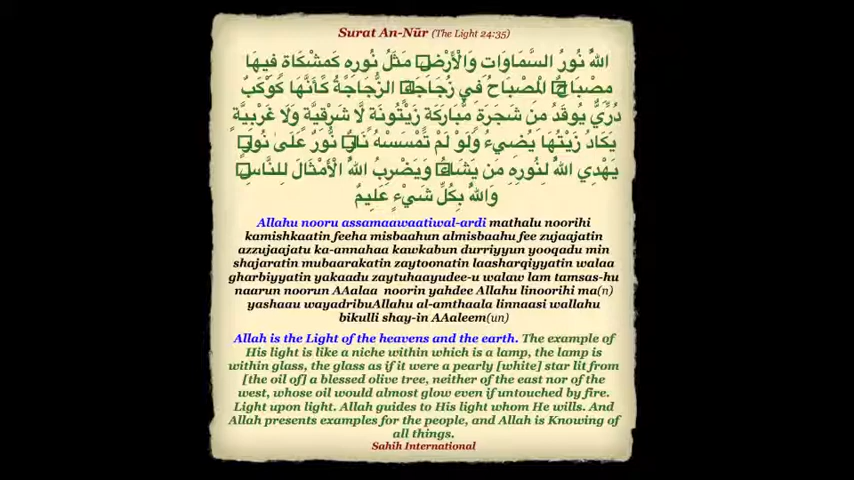 Surat An-Nūr (The Light 24:35)
اللَّهُ نُورُ السَّمَاوَاتِ وَالْأَرْضِ مَثَلُ نُورِهِ كَمِشْكَاةٍ فِيهَا
مِصْبَاحٌ الْمِصْبَاحُ فِي زُجَاجَةٍ الزُّجَاجَةُ كَأَنَّهَا كَوْكَبٌ
دُرِّيٌّ يُوقَدُ مِن شَجَرَةٍ مُّبَارَكَةٍ زَيْتُونَةٍ لَّا شَرْقِيَّةٍ وَلَا غَرْبِيَّةٍ
يَكَادُ زَيْتُهَا يُضِيءُ وَلَوْ لَمْ تَمْسَسْهُ نَارٌ نُّورٌ عَلَىٰ نُورٍ
يَهْدِي اللَّهُ لِنُورِهِ مَن يَشَاءُ وَيَضْرِبُ اللَّهُ الْأَمْثَالَ لِلنَّاسِ
وَاللَّهُ بِكُلِّ شَيْءٍ عَلِيمٌ
Allahu nooru assamaawaatiwal-ardi mathalu noorihi
kamishkaatin feeha misbaahun almisbaahu fee zujaajatin
azzujaajatu ka-annahaa kawkabun durriyyun yooqadu min
shajaratin mubaarakatin zaytoonatin laasharqiyyatin walaa
gharbiyyatin yakaadu zaytuhaayudee-u walaw lam tamsas-hu
naarun noorun AAalaa noorin yahdee Allahu linoorihi ma(n)
yashaau wayadribuAllahu al-amthaala linnaasi wallahu
bikulli shay-in AAaleem(un)
Allah is the Light of the heavens and the earth. The example of
His light is like a niche within which is a lamp, the lamp is
within glass, the glass as if it were a pearly [white] star lit from
[the oil of] a blessed olive tree, neither of the east nor of the
west, whose oil would almost glow even if untouched by fire.
Light upon light. Allah guides to His light whom He wills. And
Allah presents examples for the people, and Allah is Knowing of
all things.
Sahih International